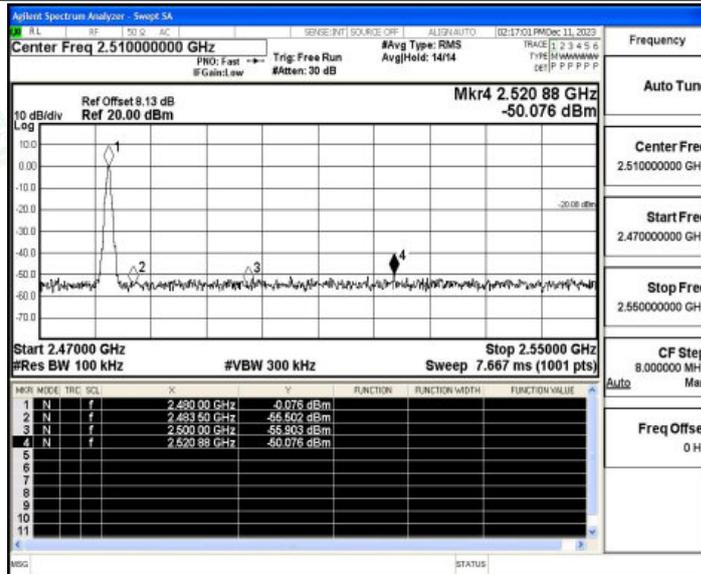 Agilent Spectrum Analyzer - Swept SA
RL RF 50 Ω AC SENSE:INT SOURCE OFF ALIGN AUTO 02:17:01 PM Dec 11, 2023
Center Freq 2.510000000 GHz
PNO: Fast
IFGain:Low
Trig: Free Run
#Atten: 30 dB
#Avg Type: RMS
Avg|Hold: 14/14
TRACE 1 2 3 4 5 6
TYPE M W W W W W
DET P P P P P P
Mkr4 2.520 88 GHz
-50.076 dBm
Ref Offset 8.13 dB
10 dB/div Ref 20.00 dBm
Log
10.0
0.00
-10.0
-20.0
-30.0
-40.0
-50.0
-60.0
-70.0
1
2
3
4
-20.08 dBm
Start 2.47000 GHz Stop 2.55000 GHz
#Res BW 100 kHz #VBW 300 kHz Sweep 7.667 ms (1001 pts)
MKR MODE TRC SCL X Y FUNCTION FUNCTION WIDTH FUNCTION VALUE
1 N f 2.480 00 GHz -0.076 dBm
2 N f 2.483 50 GHz -55.502 dBm
3 N f 2.500 00 GHz -55.903 dBm
4 N f 2.520 88 GHz -50.076 dBm
5
6
7
8
9
10
11
MSG STATUS
Frequency
Auto Tun
Center Fre
2.510000000 GH
Start Fre
2.470000000 GH
Stop Fre
2.550000000 GH
CF Step
8.000000 MH
Auto Ma
Freq Offse
0 H